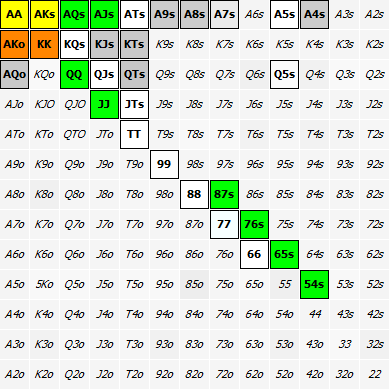 AA AKs AQs AJs ATs A9s A8s A7s A6s A5s A4s A3s A2s
AKo KK KQs KJs KTs K9s K8s K7s K6s K5s K4s K3s K2s
AQo KQo QQ QJs QTs Q9s Q8s Q7s Q6s Q5s Q4s Q3s Q2s
AJo KJO QJO JJ JTs J9s J8s J7s J6s J5s J4s J3s J2s
ATo KTo QTO JTo TT T9s T8s T7s T6s T5s T4s T3s T2s
A9o K9o Q9o J9o T9o 99 98s 97s 96s 95s 94s 93s 92s
A8o K8o Q8o J8o T8o 98o 88 87s 86s 85s 84s 83s 82s
A7o K7o Q7o J7o T7o 97o 87o 77 76s 75s 74s 73s 72s
A6o K6o Q6o J6o T6o 96o 86o 76o 66 65s 64s 63s 62s
A5o 5Ko Q5o J5o T5o 95o 85o 75o 65o 55 54s 53s 52s
A4o K4o Q4o J4o T4o 94o 84o 74o 64o 54o 44 43s 42s
A3o K3o Q3o J3o T3o 93o 83o 73o 63o 53o 43o 33 32s
A2o K2o Q2o J2o T2o 92o 82o 72o 62o 52o 42o 32o 22